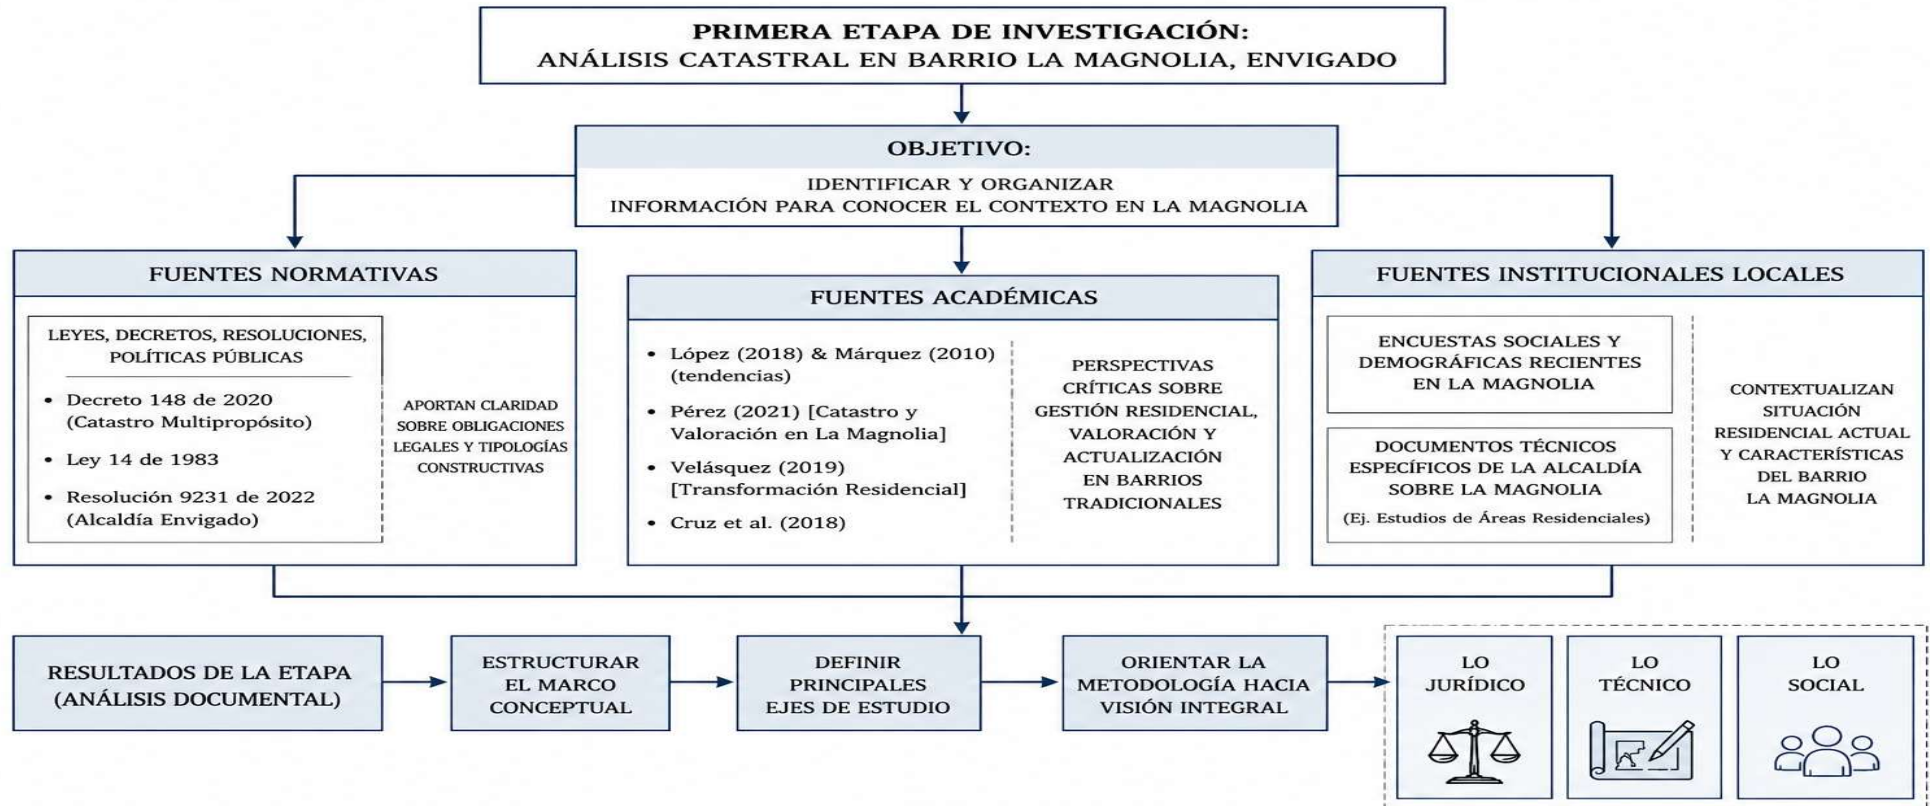 PRIMERA ETAPA DE INVESTIGACIÓN:
ANÁLISIS CATASTRAL EN BARRIO LA MAGNOLIA, ENVIGADO
OBJETIVO:
IDENTIFICAR Y ORGANIZAR
INFORMACIÓN PARA CONOCER EL CONTEXTO EN LA MAGNOLIA
FUENTES NORMATIVAS
LEYES, DECRETOS, RESOLUCIONES,
POLÍTICAS PÚBLICAS
• Decreto 148 de 2020
(Catastro Multipropósito)
• Ley 14 de 1983
• Resolución 9231 de 2022
(Alcaldía Envigado)
APORTAN CLARIDAD
SOBRE OBLIGACIONES
LEGALES Y TIPOLOGÍAS
CONSTRUCTIVAS
FUENTES ACADÉMICAS
• López (2018) & Márquez (2010)
(tendencias)
• Pérez (2021) [Catastro y
Valoración en La Magnolia]
• Velásquez (2019)
[Transformación Residencial]
• Cruz et al. (2018)
PERSPECTIVAS
CRÍTICAS SOBRE
GESTIÓN RESIDENCIAL,
VALORACIÓN Y
ACTUALIZACIÓN
EN BARRIOS
TRADICIONALES
FUENTES INSTITUCIONALES LOCALES
ENCUESTAS SOCIALES Y
DEMOGRÁFICAS RECIENTES
EN LA MAGNOLIA
DOCUMENTOS TÉCNICOS
ESPECÍFICOS DE LA ALCALDÍA
SOBRE LA MAGNOLIA
(Ej. Estudios de Áreas Residenciales)
CONTEXTUALIZAN
SITUACIÓN
RESIDENCIAL ACTUAL
Y CARACTERÍSTICAS
DEL BARRIO
LA MAGNOLIA
RESULTADOS DE LA ETAPA
(ANÁLISIS DOCUMENTAL)
ESTRUCTURAR
EL MARCO
CONCEPTUAL
DEFINIR
PRINCIPALES
EJES DE ESTUDIO
ORIENTAR LA
METODOLOGÍA HACIA
VISIÓN INTEGRAL
LO
JURÍDICO
LO
TÉCNICO
LO
SOCIAL